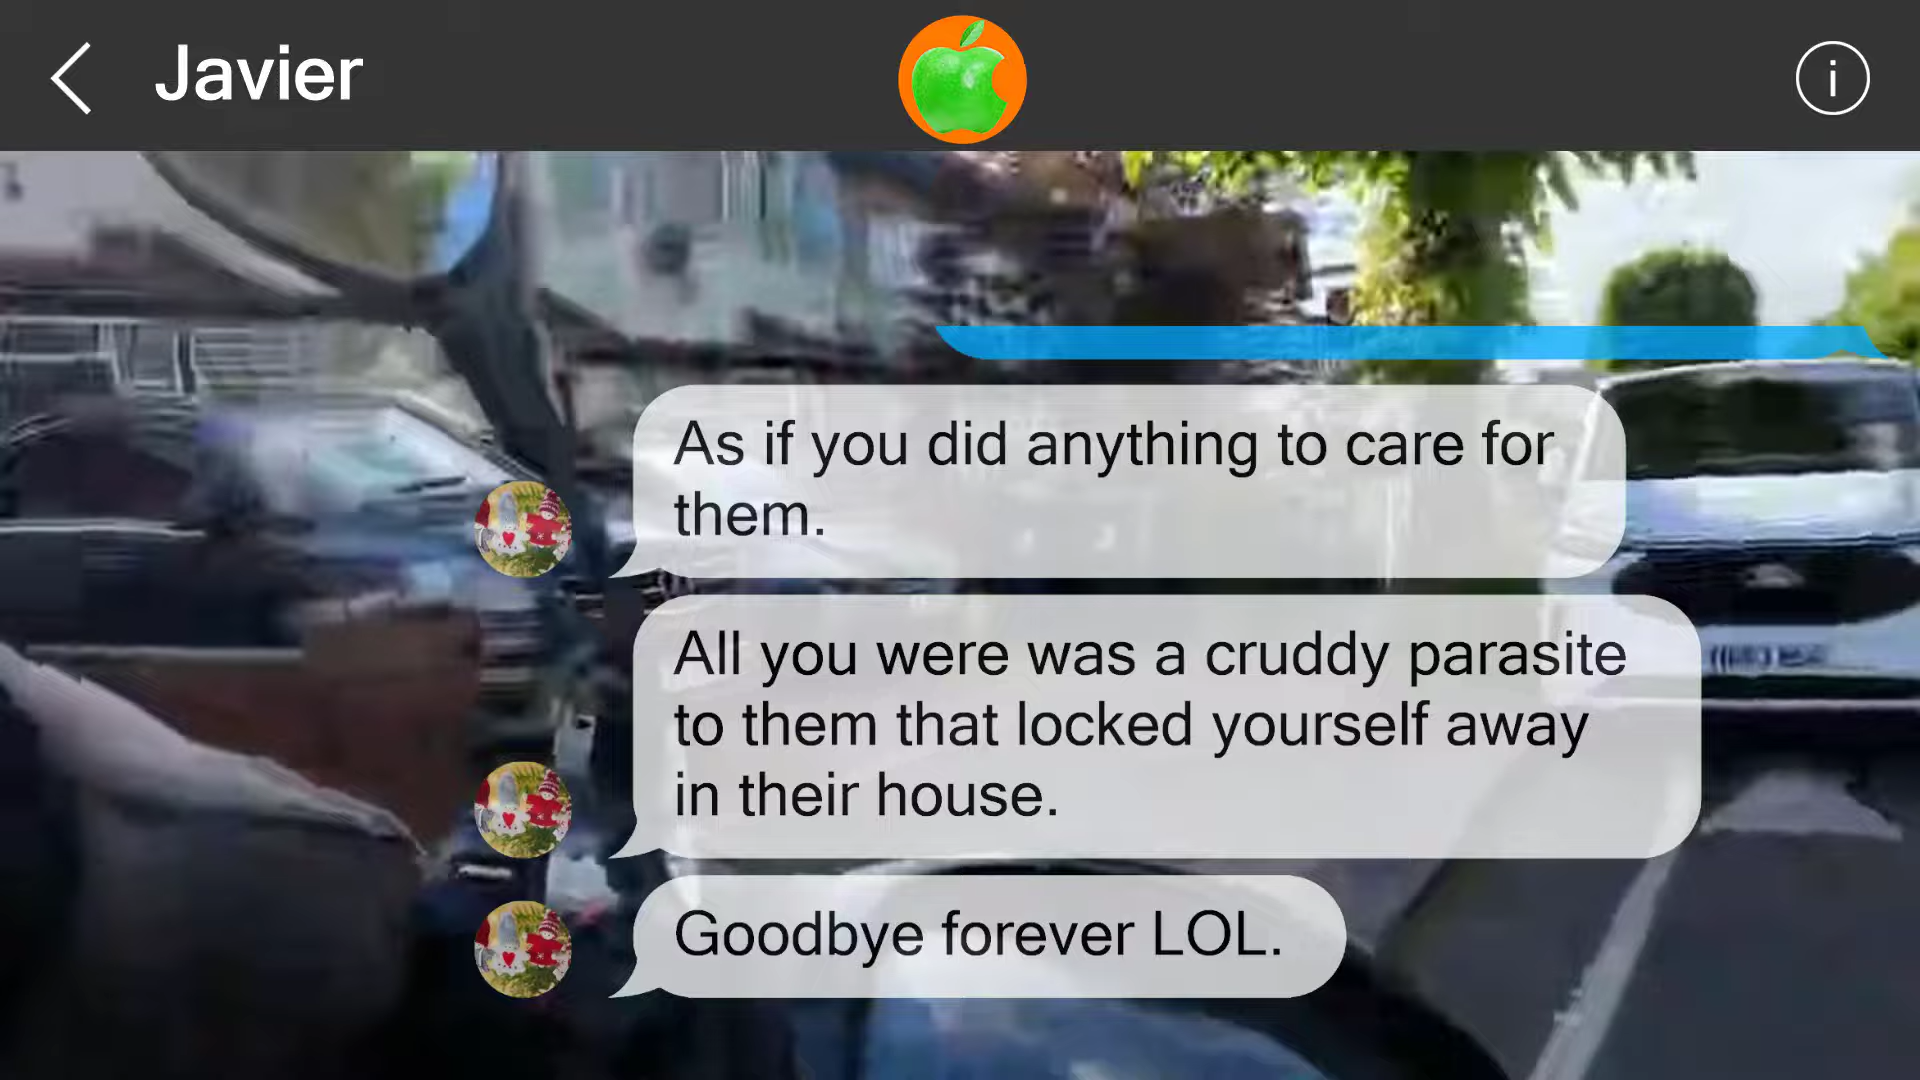 Javier
As if you did anything to care for
them.
All you were was a cruddy parasite
to them that locked yourself away
in their house.
Goodbye forever LOL.